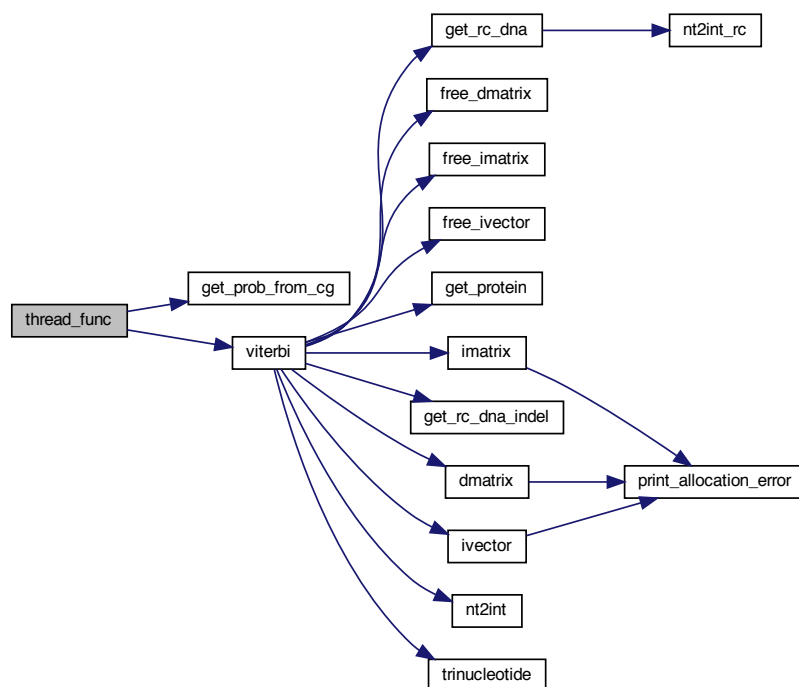 get_rc_dna
nt2int_rc
free_dmatrix
free_imatrix
free_ivector
get_prob_from_cg
get_protein
thread_func
viterbi
imatrix
get_rc_dna_indel
dmatrix
print_allocation_error
ivector
nt2int
trinucleotide